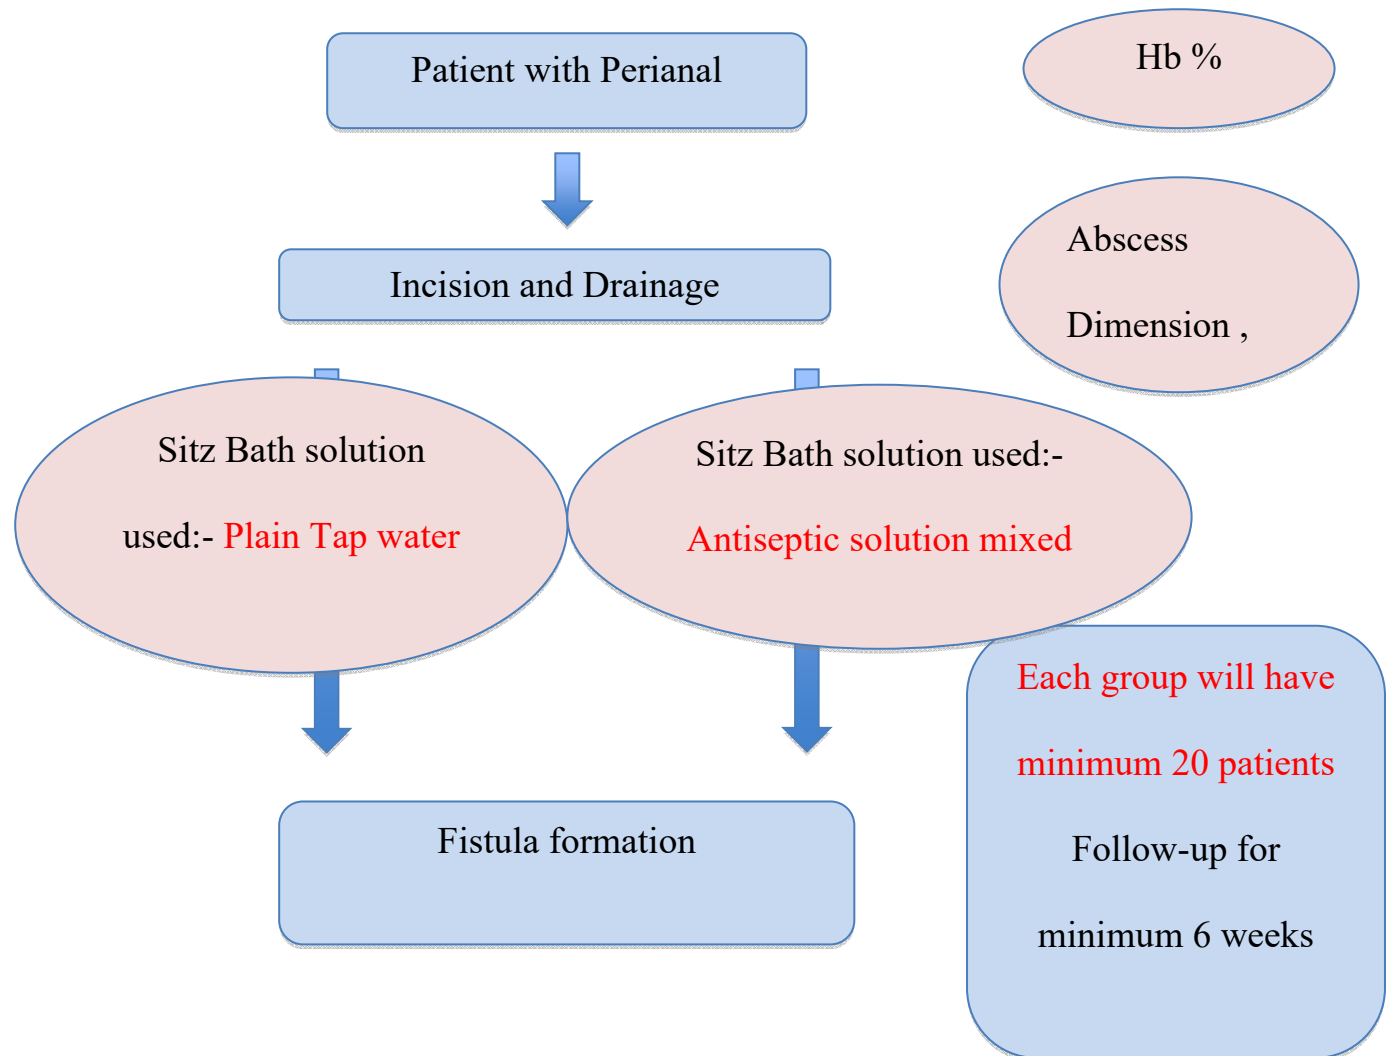 Patient with Perianal
Hb %
Incision and Drainage
Abscess
Dimension ,
Sitz Bath solution
used:- Plain Tap water
Sitz Bath solution used:-
Antiseptic solution mixed
Each group will have
minimum 20 patients
Follow-up for
minimum 6 weeks
Fistula formation